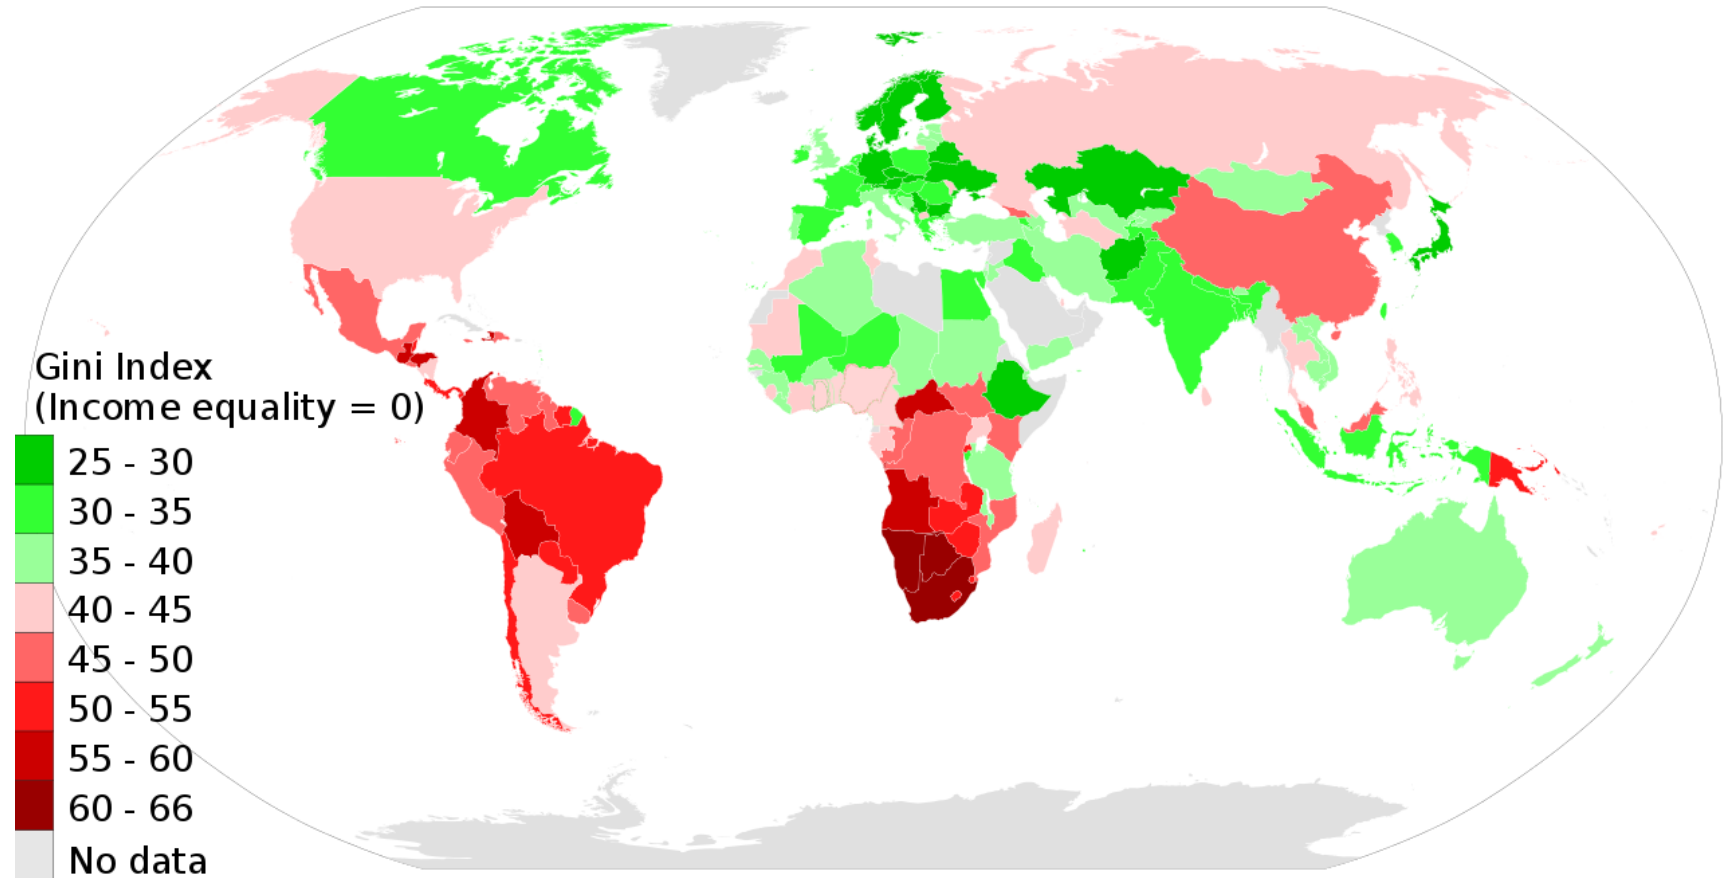 Gini Index
(Income equality = 0)
25 - 30
30 - 35
35 - 40
40 - 45
45 - 50
50 - 55
55 - 60
60 - 66
No data